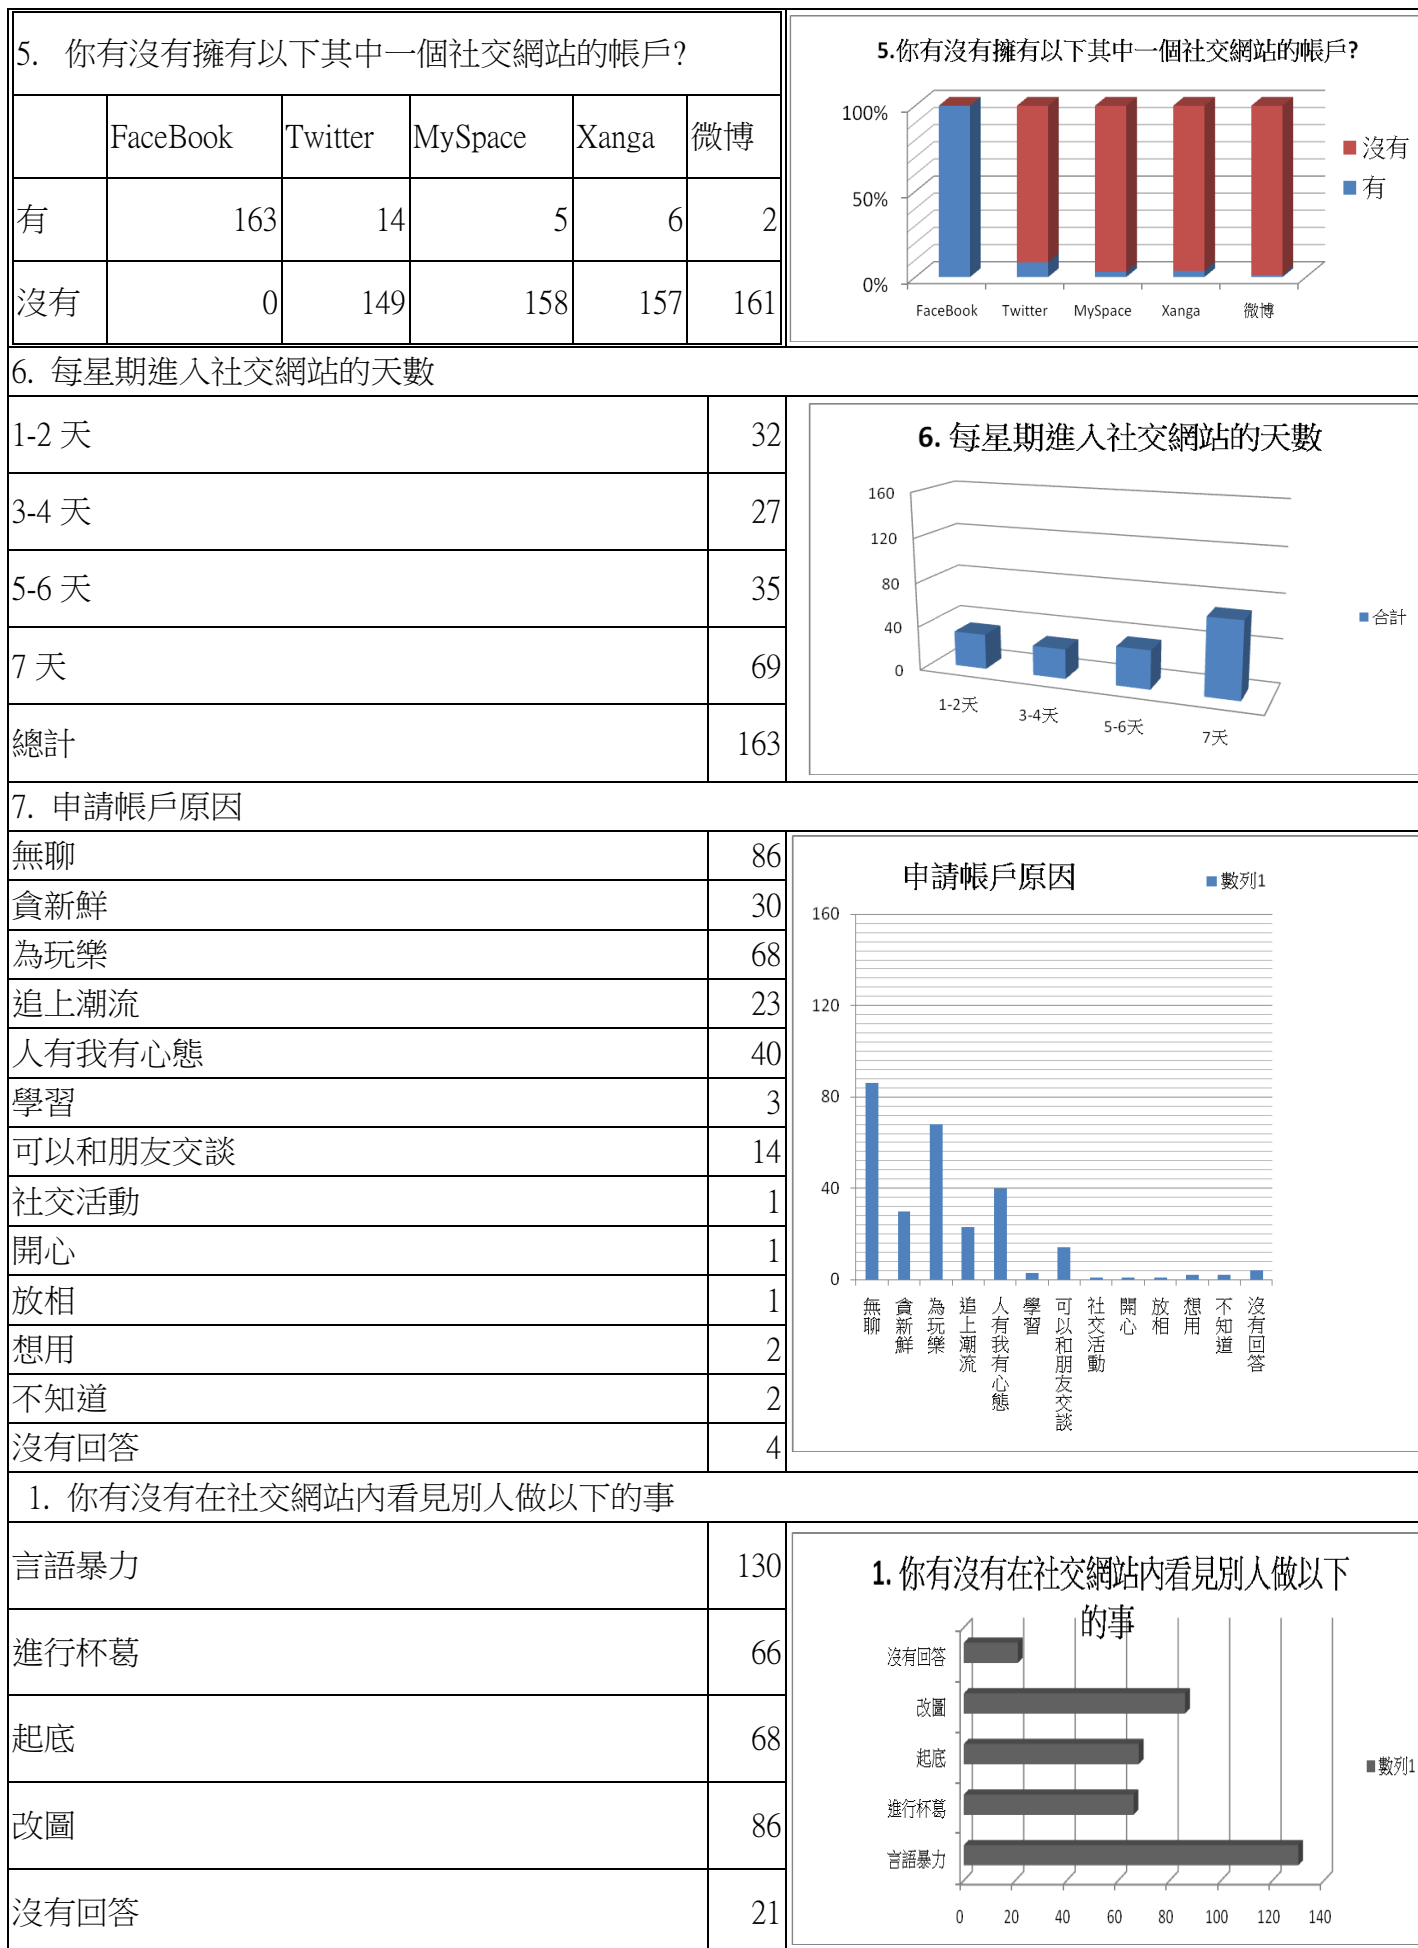 5. 你有沒有擁有以下其中一個社交網站的帳戶?
FaceBook Twitter MySpace Xanga 微博
有 163 14 5 6 2
沒有 0 149 158 157 161
5.你有沒有擁有以下其中一個社交網站的帳戶?
100%
50%
0%
FaceBook Twitter MySpace Xanga 微博
沒有
有
6. 每星期進入社交網站的天數
1-2 天 32
3-4 天 27
5-6 天 35
7 天 69
總計 163
6. 每星期進入社交網站的天數
160
120
80
40
0
1-2天 3-4天 5-6天 7天
合計
7. 申請帳戶原因
無聊 86
貪新鮮 30
為玩樂 68
追上潮流 23
人有我有心態 40
學習 3
可以和朋友交談 14
社交活動 1
開心 1
放相 1
想用 2
不知道 2
沒有回答 4
申請帳戶原因
數列1
160
120
80
40
0
無聊 貪新鮮 為玩樂 追上潮流 人有我有心態 學習 可以和朋友交談 社交活動 開心 放相 想用 不知道 沒有回答
1. 你有沒有在社交網站內看見別人做以下的事
言語暴力 130
進行杯葛 66
起底 68
改圖 86
沒有回答 21
1. 你有沒有在社交網站內看見別人做以下
的事
沒有回答
改圖
起底
進行杯葛
言語暴力
0 20 40 60 80 100 120 140
數列1